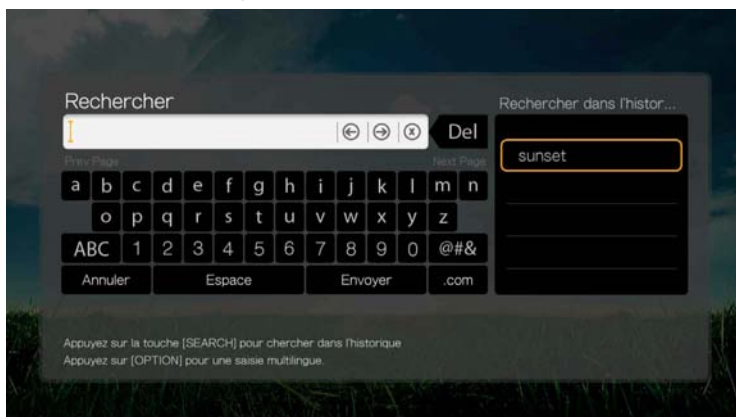 Rechercher
Rechercher dans l'histor...
Del
sunset
Prev Page
Next Page
a b c d e f g h i j k l m n
o p q r s t u v w x y z
ABC 1 2 3 4 5 6 7 8 9 0 @#&
Annuler Espace Envoyer .com
Appuyez sur la touche [SEARCH] pour chercher dans l'historique
Appuyez sur [OPTION] pour une saisie multilingue.